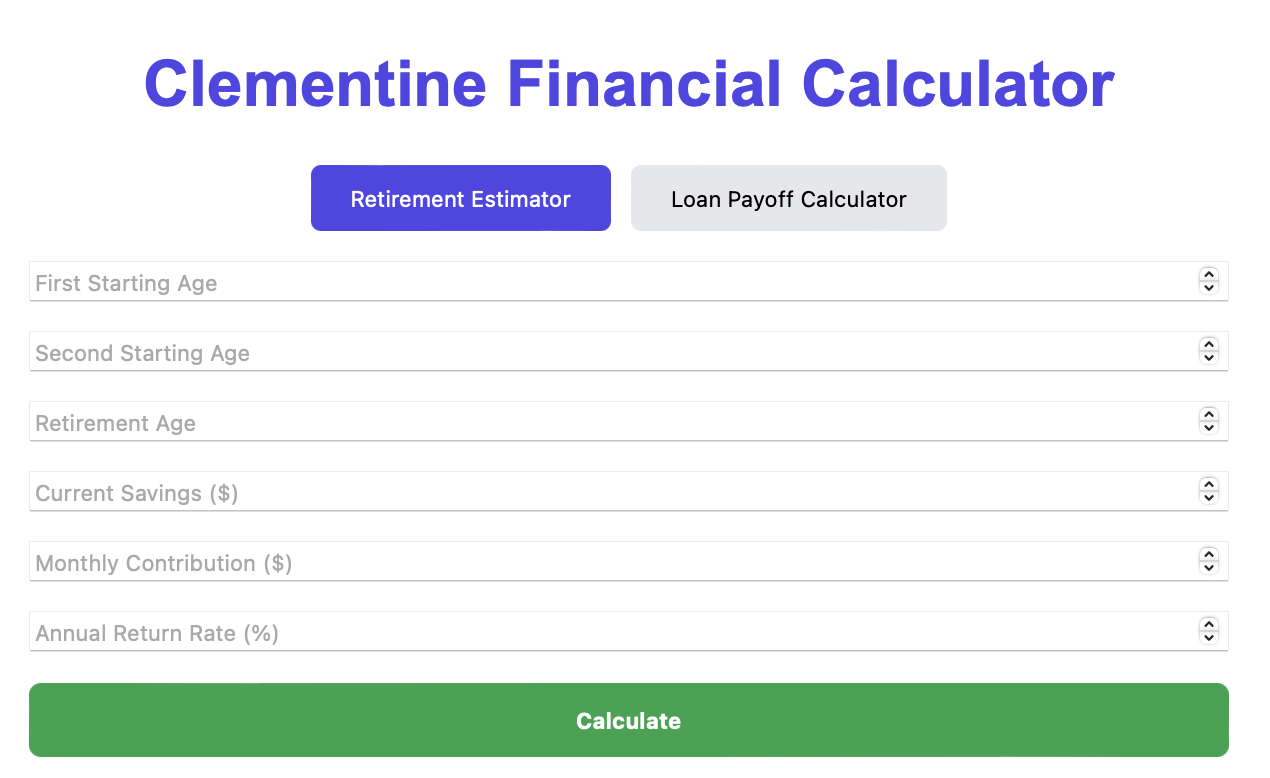 Clementine Financial Calculator
Retirement Estimator Loan Payoff Calculator
First Starting Age
Second Starting Age
Retirement Age
Current Savings ($)
Monthly Contribution ($)
Annual Return Rate (%)
Calculate